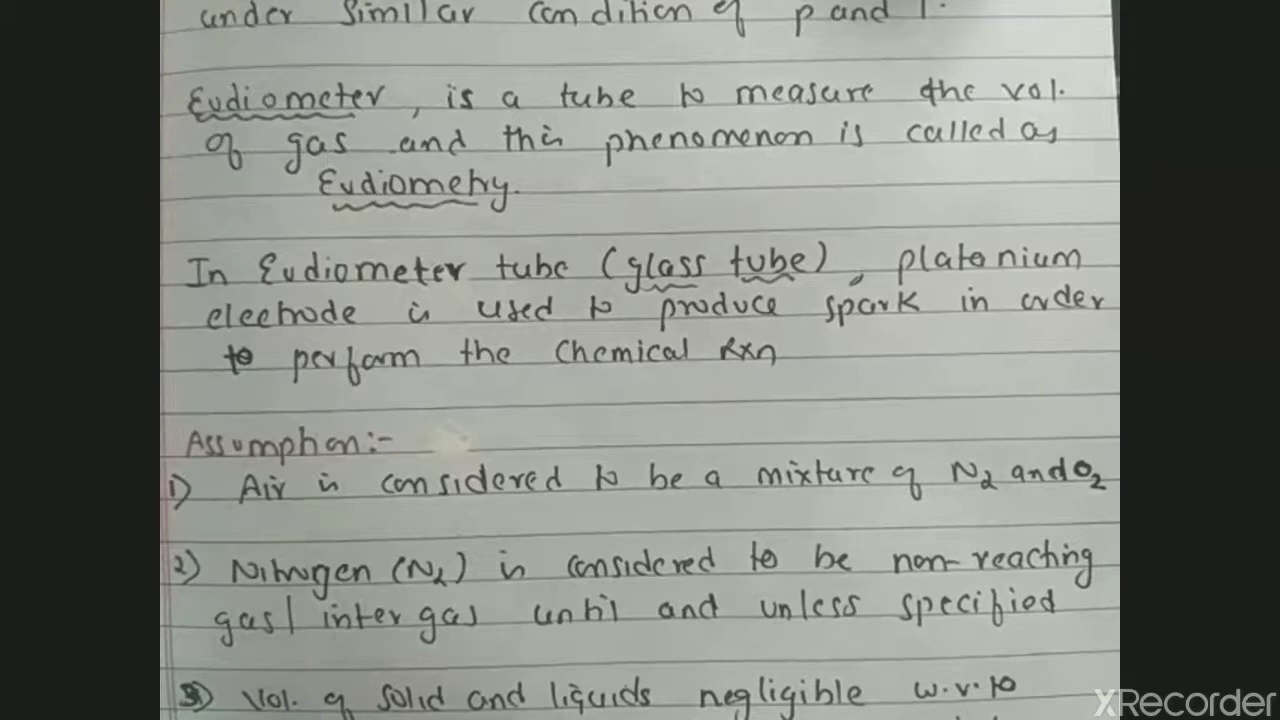 under similar condition of p and T.
Eudiometer, is a tube to measure the vol.
of gas and this phenomenon is called as
Eudiometry.
In Eudiometer tube (glass tube), platonium
electrode is used to produce spark in order
to perform the chemical Rxn
Assumption:-
1) Air is considered to be a mixture of N2 and O2
2) Nitrogen (N2) is considered to be non-reaching
gas/ inter gas until and unless specified
3) Vol. of solid and liquids negligible w.r.to
XRecorder